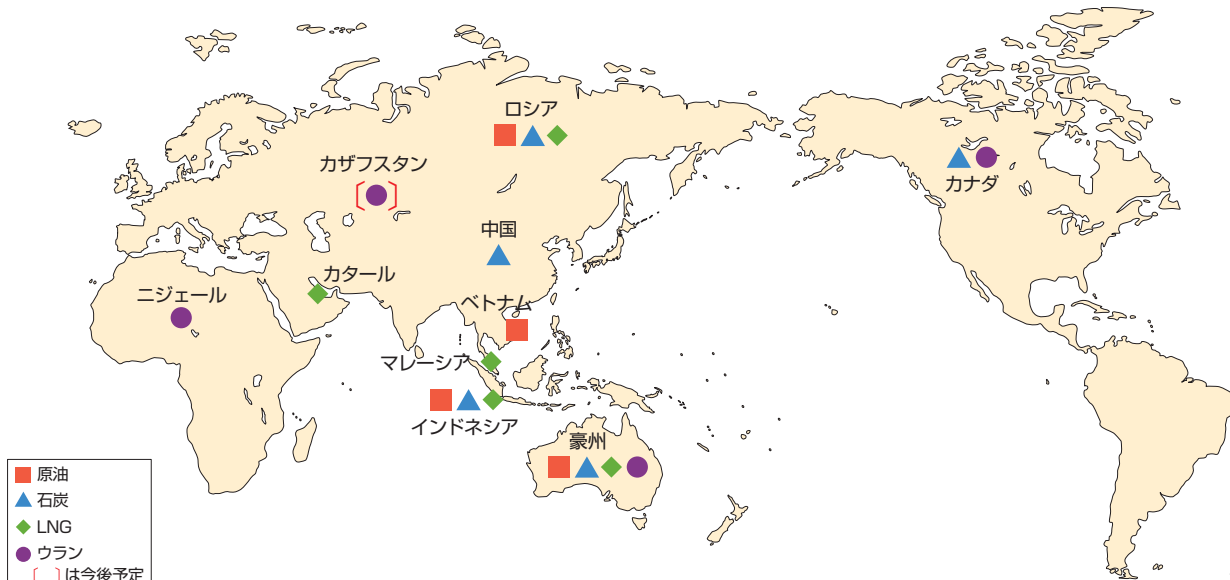 ロシア
カザフスタン
〔 〕
カナダ
中国
カタール
ニジェール
ベトナム
マレーシア
インドネシア
豪州
原油
石炭
LNG
ウラン
〔 〕は今後予定